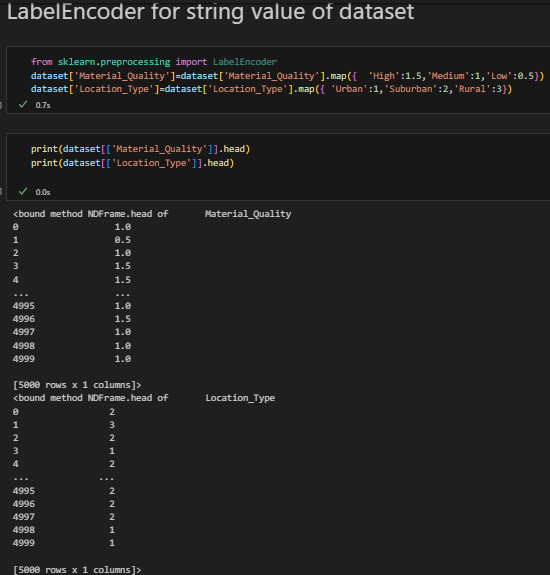 LabelEncoder for string value of dataset
from sklearn.preprocessing import LabelEncoder
dataset['Material_Quality']=dataset['Material_Quality'].map({  'High':1.5,'Medium':1,'Low':0.5})
dataset['Location_Type']=dataset['Location_Type'].map({ 'Urban':1,'Suburban':2,'Rural':3})
✓ 0.7s
print(dataset[['Material_Quality']].head)
print(dataset[['Location_Type']].head)
✓ 0.0s
<bound method NDFrame.head of      Material_Quality
0                  1.0
1                  0.5
2                  1.0
3                  1.5
4                  1.5
...                ...
4995               1.0
4996               1.5
4997               1.0
4998               1.0
4999               1.0
[5000 rows x 1 columns]>
<bound method NDFrame.head of      Location_Type
0                 2
1                 3
2                 2
3                 1
4                 2
...             ...
4995              2
4996              2
4997              2
4998              1
4999              1
[5000 rows x 1 columns]>